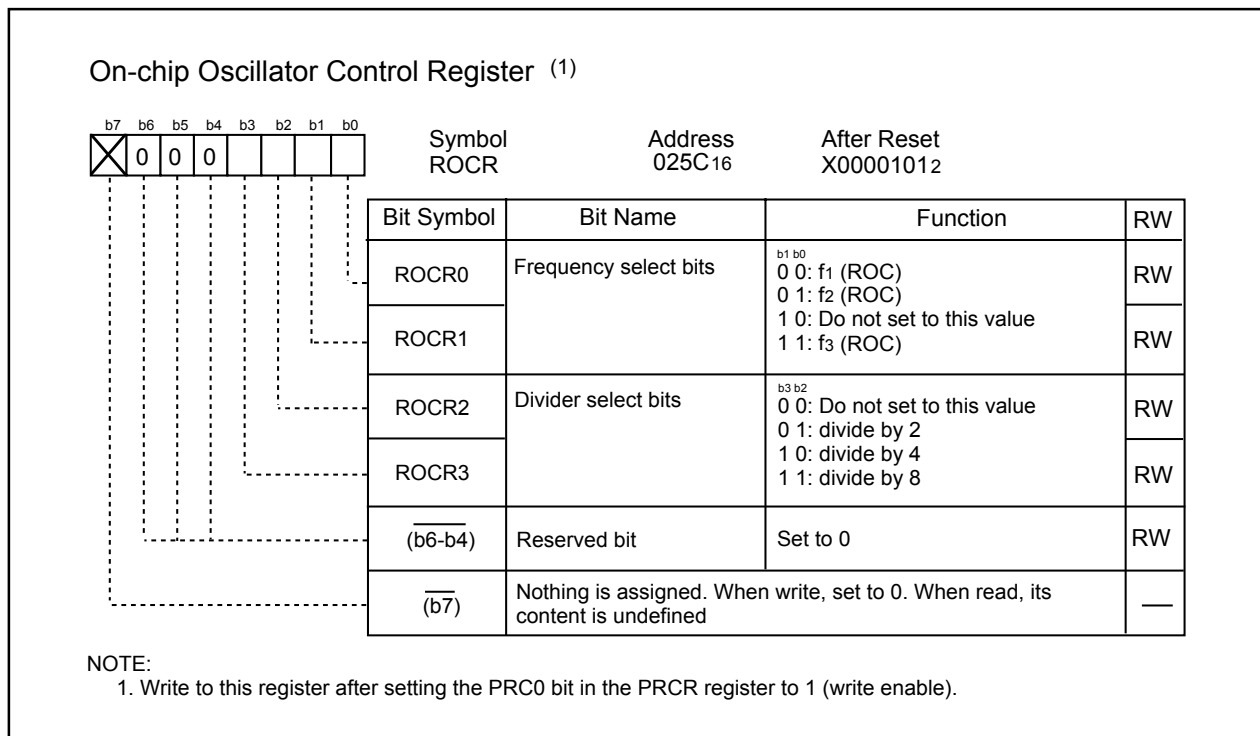 On-chip Oscillator Control Register (1)
b7 b6 b5 b4 b3 b2 b1 b0
0 0 0
Symbol Address After Reset
ROCR 025C16 X00001012
Bit Symbol Bit Name Function RW
ROCR0 Frequency select bits b1 b0
0 0: f1 (ROC) RW
0 1: f2 (ROC)
1 0: Do not set to this value
ROCR1 1 1: f3 (ROC) RW
ROCR2 Divider select bits b3 b2
0 0: Do not set to this value RW
0 1: divide by 2
1 0: divide by 4
ROCR3 1 1: divide by 8 RW
(b6-b4) Reserved bit Set to 0 RW
(b7) Nothing is assigned. When write, set to 0. When read, its
content is undefined —
NOTE:
1. Write to this register after setting the PRC0 bit in the PRCR register to 1 (write enable).